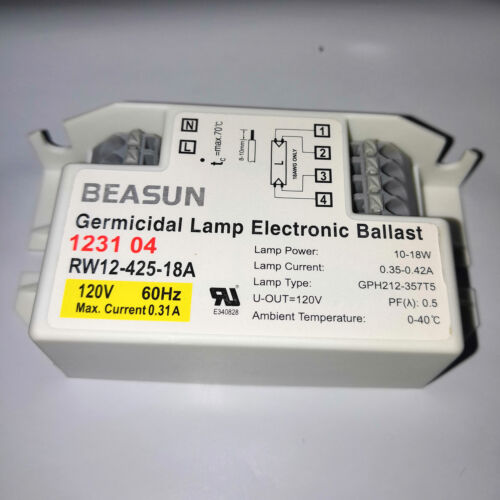 N
L
tc=max.70℃
8-10mm
L
18AWG ONLY
1
2
3
4
BEASUN
Germicidal Lamp Electronic Ballast
1231 04
RW12-425-18A
120V 60Hz
Max. Current 0.31A
E340828
Lamp Power: 10-18W
Lamp Current: 0.35-0.42A
Lamp Type: GPH212-357T5
U-OUT=120V PF(λ): 0.5
Ambient Temperature: 0-40℃